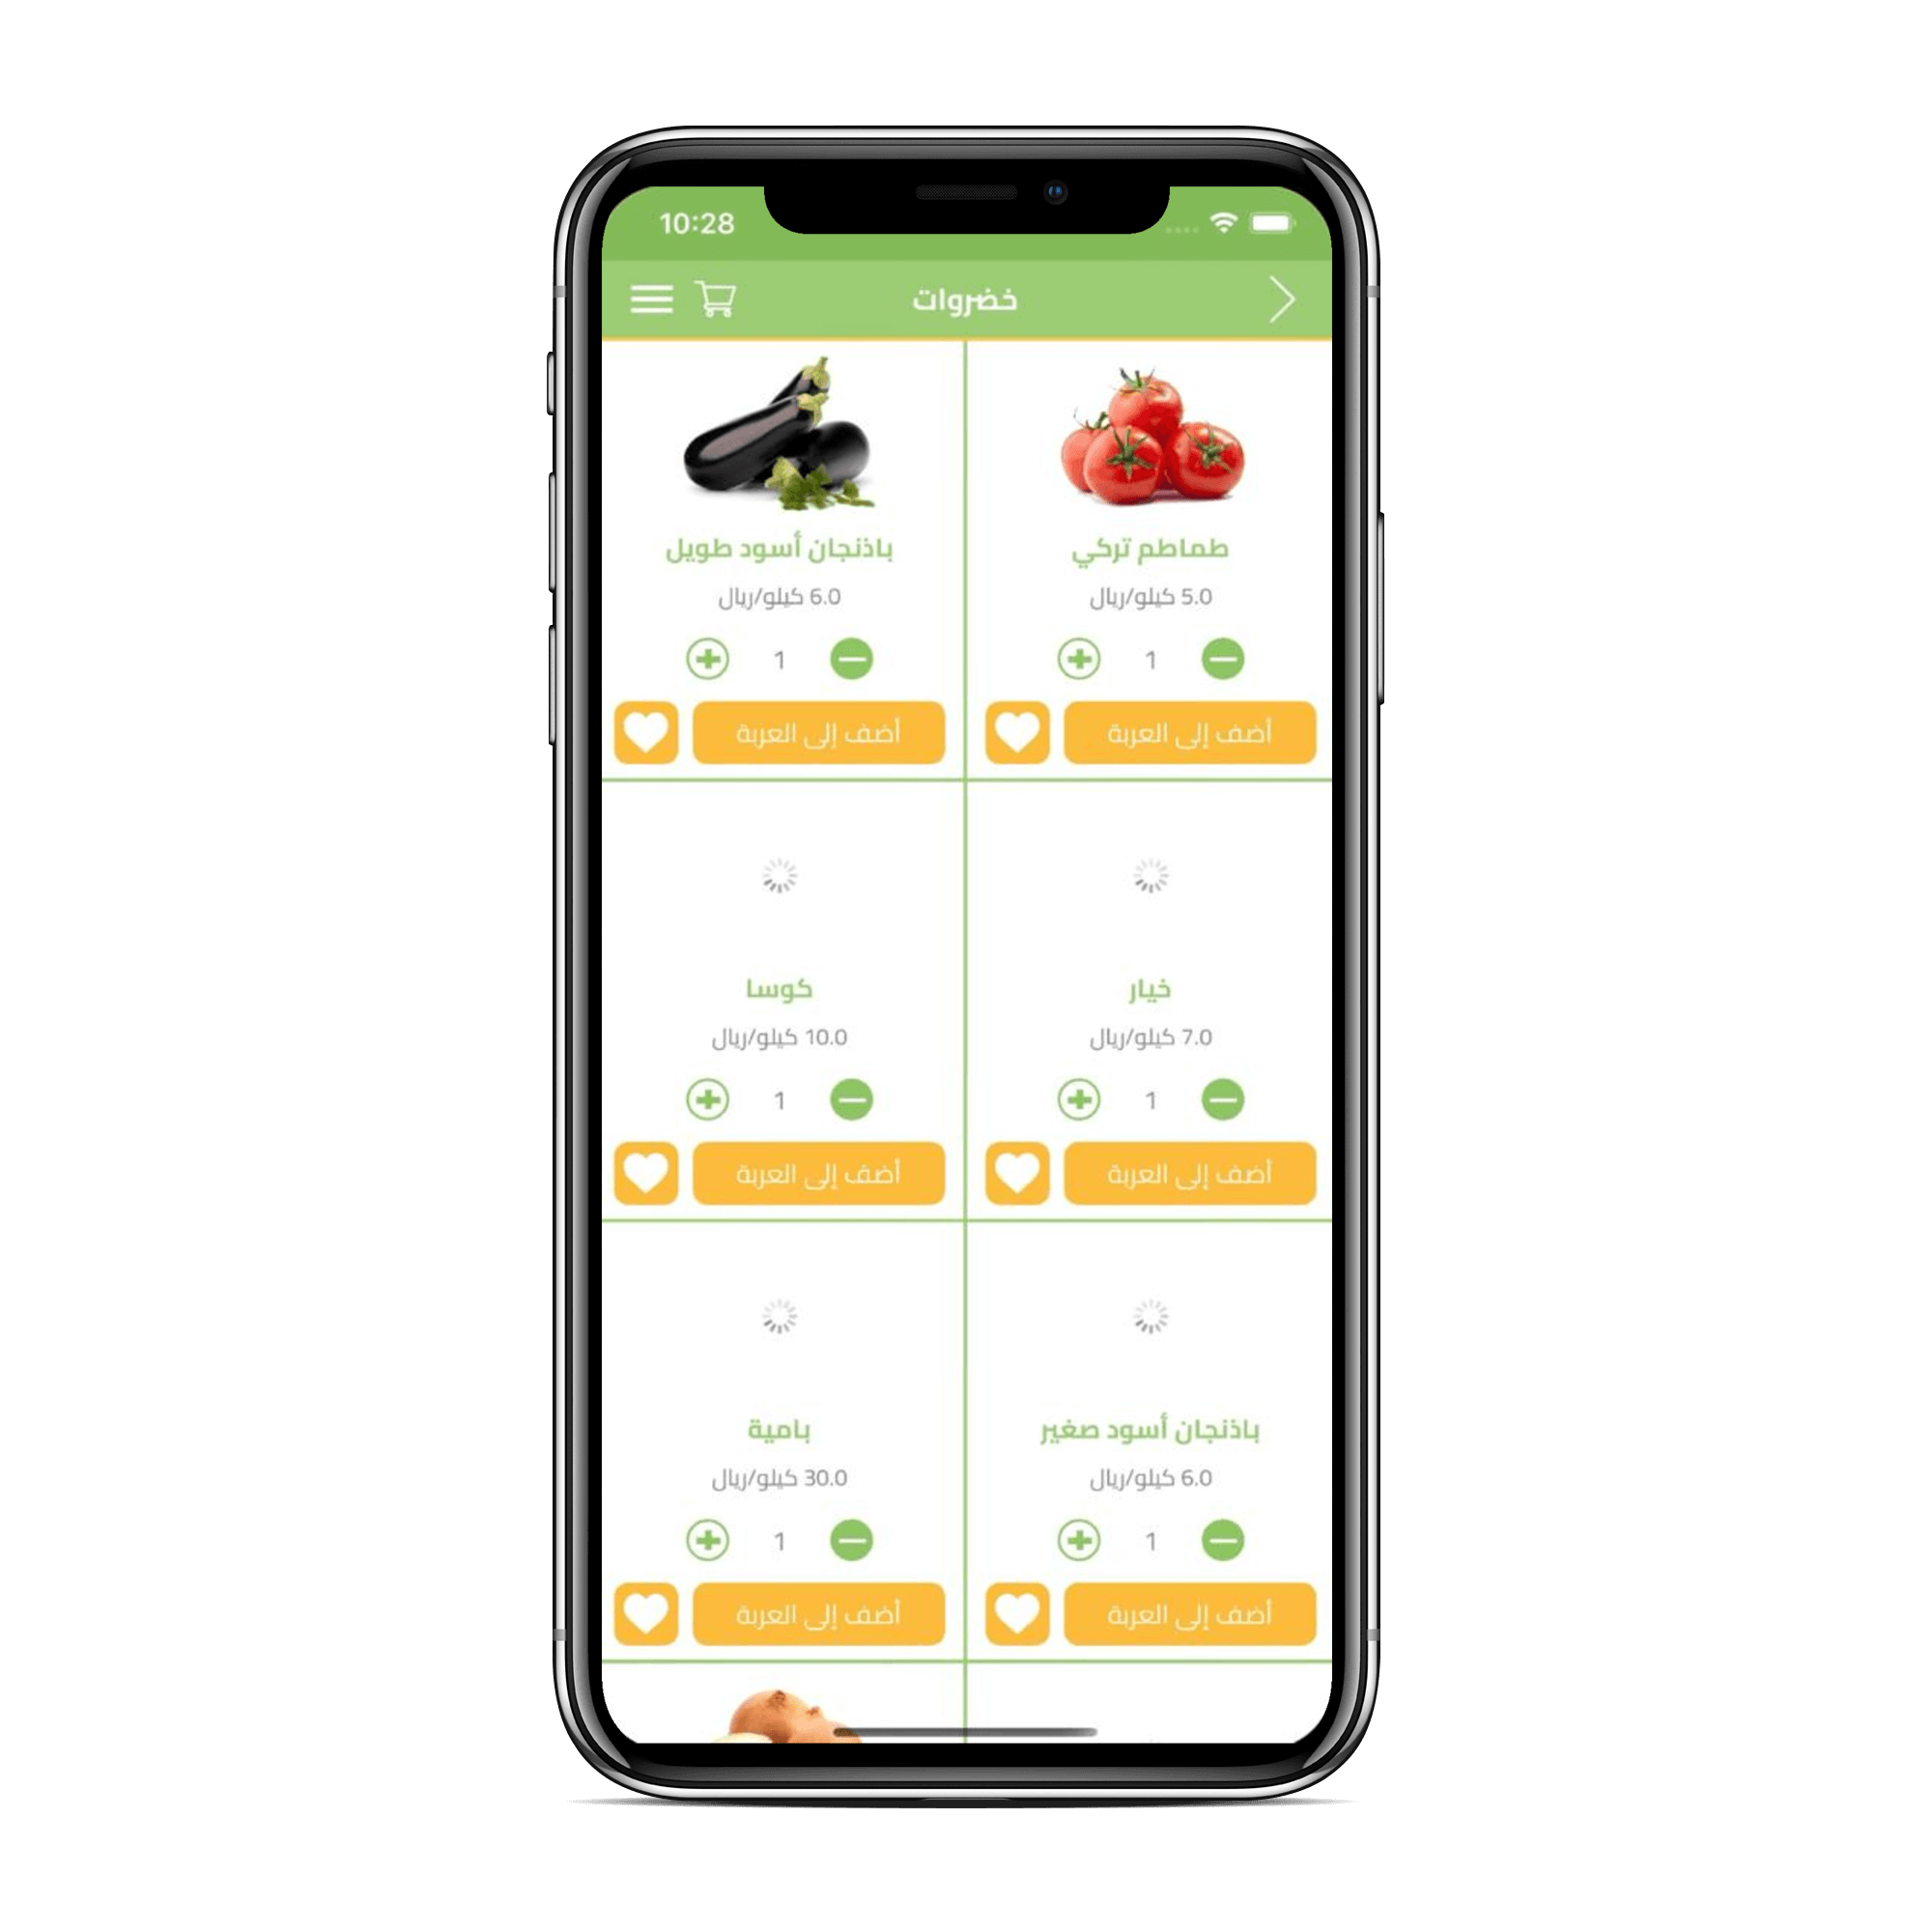 10:28
خضروات
طماطم تركي
5.0 كيلو/ريال
1
أضف إلى العربة
باذنجان أسود طويل
6.0 كيلو/ريال
1
أضف إلى العربة
خيار
7.0 كيلو/ريال
1
أضف إلى العربة
كوسا
10.0 كيلو/ريال
1
أضف إلى العربة
باذنجان أسود صغير
6.0 كيلو/ريال
1
أضف إلى العربة
بامية
30.0 كيلو/ريال
1
أضف إلى العربة